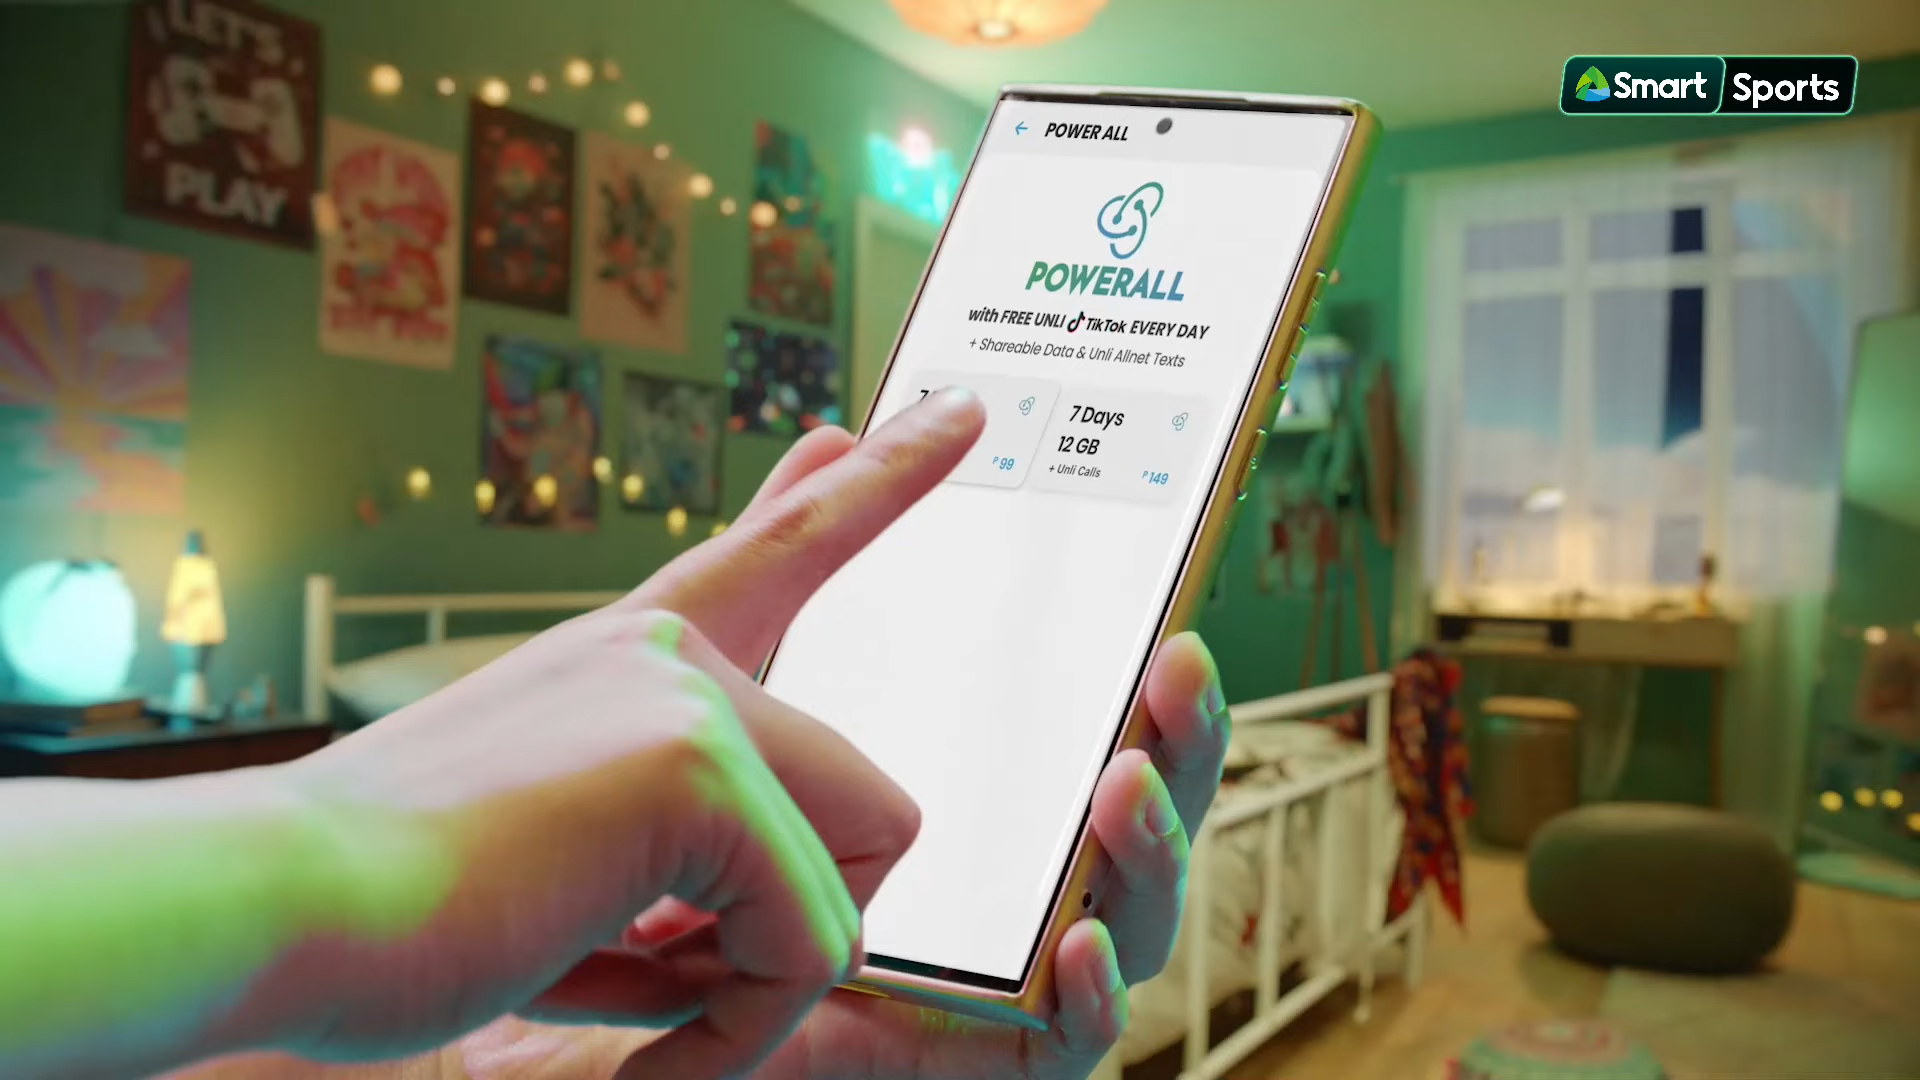 LET'S
PLAY
Smart Sports
POWER ALL
POWERALL
with FREE UNLI TikTok EVERY DAY
+ Shareable Data & Unli Allnet Texts
₱99
7 Days
12 GB
+ Unli Calls
₱149